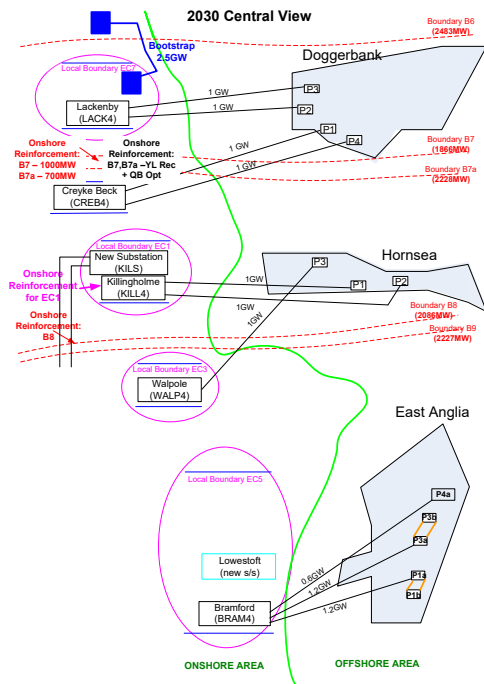 2030 Central View
Boundary B6
(2483MW)
Bootstrap
2.5GW
Doggerbank
Local Boundary EC7
P3
1 GW
Lackenby
(LACK4)
1 GW
P2
P1
P4
1 GW
1 GW
Onshore
Reinforcement:
B7 – 1000MW
B7a – 700MW
Onshore
Reinforcement:
B7,B7a –YL Rec
+ QB Opt
Boundary B7
(1866MW)
Boundary B7a
(2228MW)
Creyke Beck
(CREB4)
Local Boundary EC1
New Substation
(KILS)
Killingholme
(KILL4)
Onshore
Reinforcement
for EC1
Hornsea
P3
P1
P2
1GW
1GW
1GW
Onshore
Reinforcement:
B8
Boundary B8
(2086MW)
Boundary B9
(2227MW)
Local Boundary EC3
Walpole
(WALP4)
East Anglia
Local Boundary EC5
P4a
P3b
P3a
P1a
P1b
Lowestoft
(new s/s)
0.6GW
1.2GW
1.2GW
Bramford
(BRAM4)
ONSHORE AREA
OFFSHORE AREA